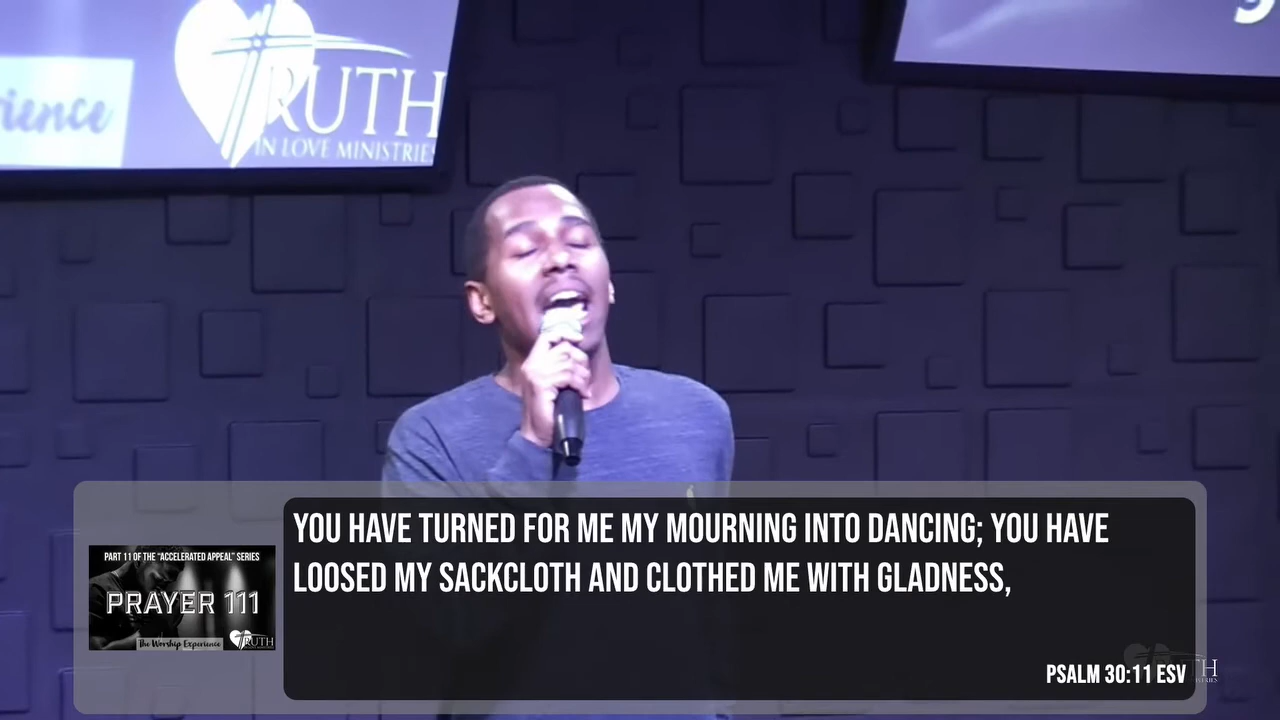 TRUTH
IN LOVE MINISTRIES
YOU HAVE TURNED FOR ME MY MOURNING INTO DANCING; YOU HAVE
LOOSED MY SACKCLOTH AND CLOTHED ME WITH GLADNESS,
PART 11 OF THE "ACCELERATED APPEAL" SERIES
PRAYER 111
The Worship Experience
TRUTH
PSALM 30:11 ESV